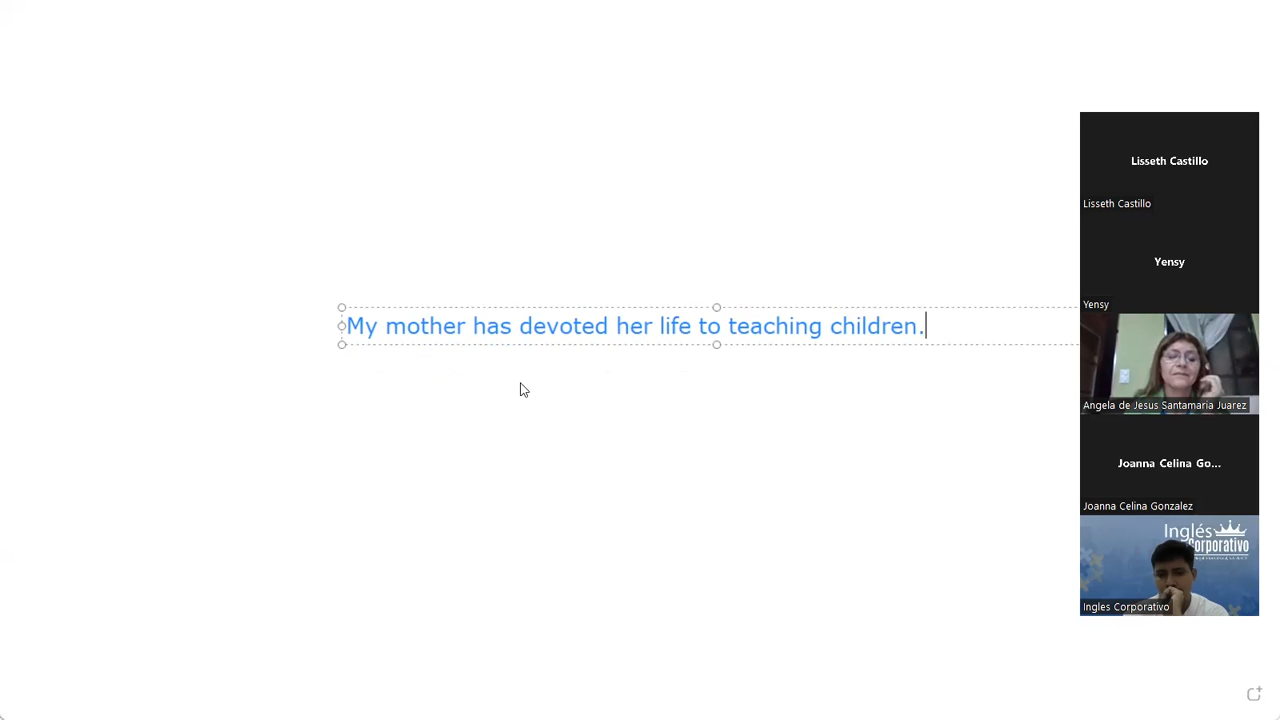 Lisseth Castillo
Lisseth Castillo
Yensy
Yensy
My mother has devoted her life to teaching children.
Angela de Jesus Santamaria Juarez
Joanna Celina Go...
Joanna Celina Gonzalez
Inglés
Corporativo
Ingles Corporativo